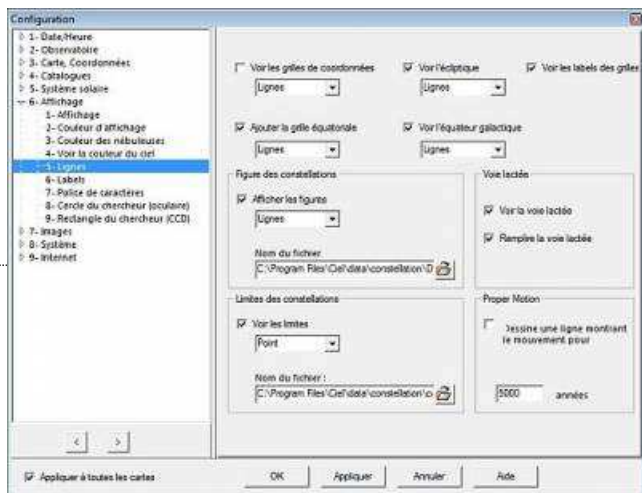 Configuration
1- Date/Heure
2- Observatoire
3- Carte, Coordonnées
4- Catalogues
5- Système solaire
6- Affichage
1- Affichage
2- Couleur d'affichage
3- Couleur des nébuleuses
4- Voir la couleur du ciel
5- Lignes
6- Labels
7- Police de caractères
8- Cercle du chercheur (oculaire)
9- Rectangle du chercheur (CCD)
7- Images
8- Système
9- Internet
Voir les grilles de coordonnées
Lignes
Voir l'écliptique
Lignes
Voir les labels des grilles
Ajouter la grille équatoriale
Lignes
Voir l'équateur galactique
Lignes
Figure des constellations
Afficher les figures
Lignes
Nom du fichier
C:\Program Files\Ciel\data\constellation\D
Voie lactée
Voir la voie lactée
Remplire la voie lactée
Limites des constellations
Voir les limites
Point
Nom du fichier :
C:\Program Files\Ciel\data\constellation\c
Proper Motion
Dessine une ligne montrant
le mouvement pour
5000 années
< >
Appliquer à toutes les cartes
OK Appliquer Annuler Aide